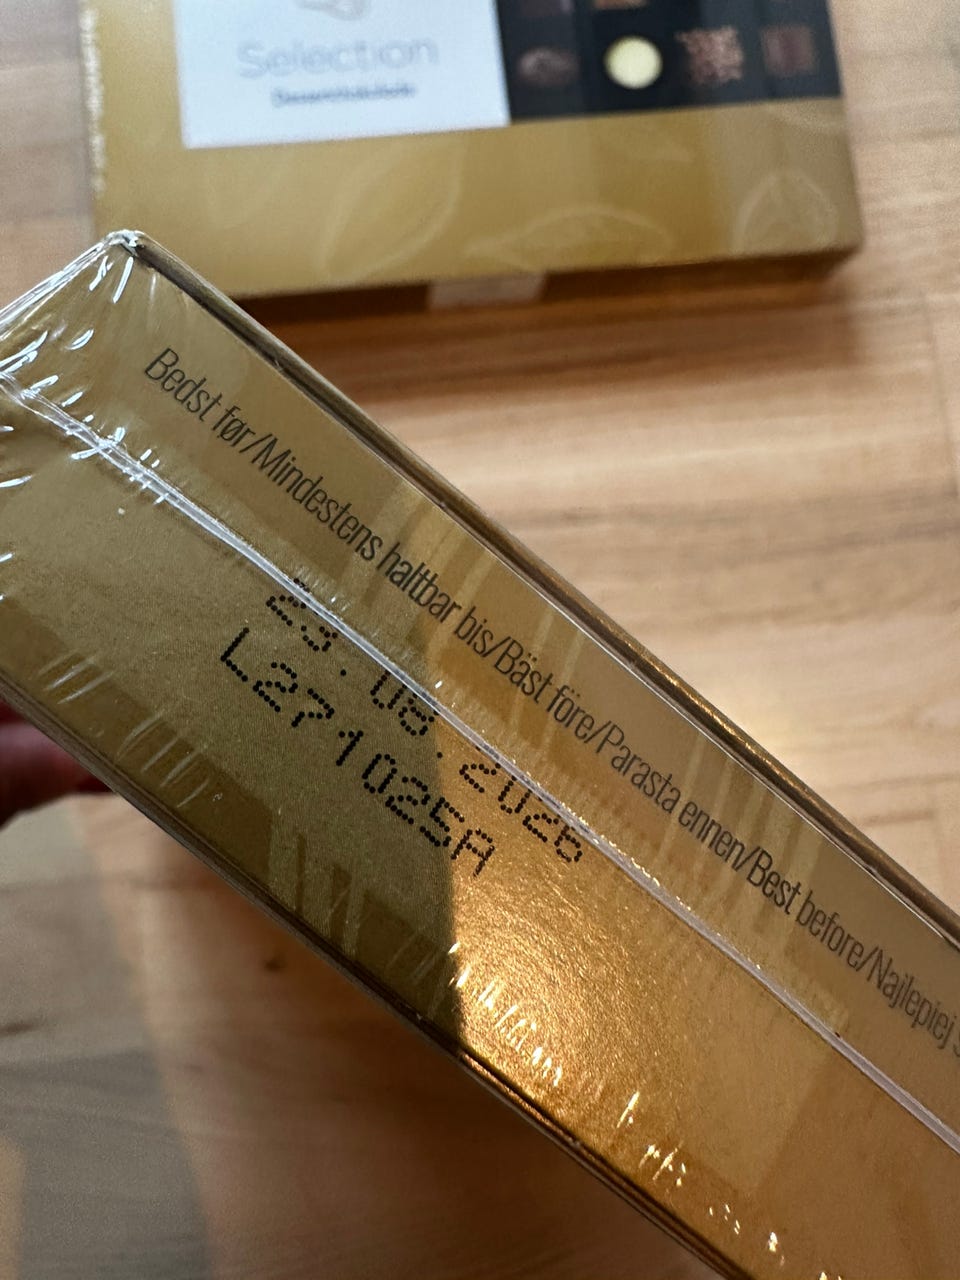 Selection
Bedst før/Mindestens haltbar bis/Bäst före/Parasta ennen/Best before/Najlepiej
23.08.2026
L271025A